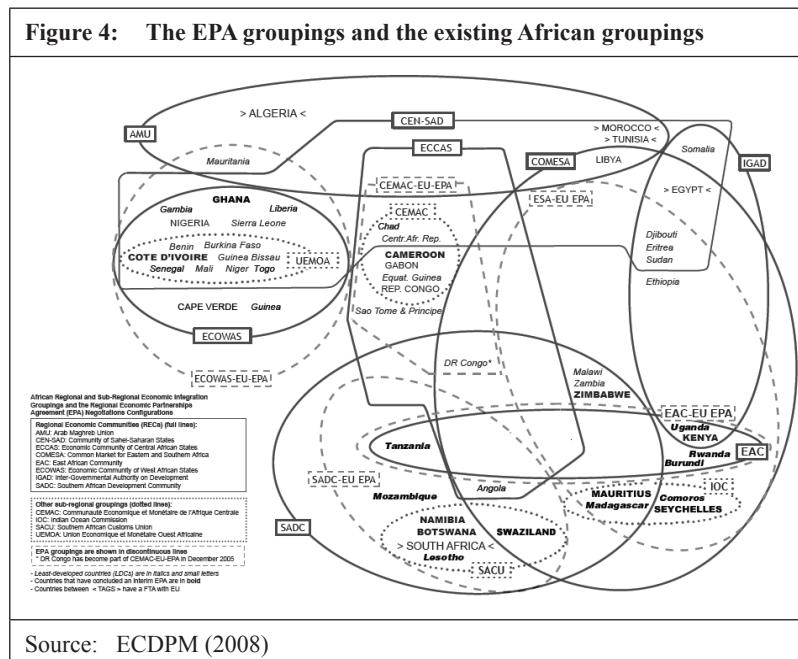 Figure 4: The EPA groupings and the existing African groupings
> ALGERIA <
CEN-SAD
AMU
> MOROCCO <
> TUNISIA <
ECCAS
COMESA
LIBYA
Somalia
IGAD
Mauritania
CEMAC-EU-EPA
ESA-EU EPA
> EGYPT <
GHANA
Gambia
Liberia
NIGERIA
Sierra Leone
CEMAC
Chad
Centr.Afr. Rep.
Benin
Burkina Faso
COTE D'IVOIRE
Guinea Bissau
UEMOA
Senegal
Mali
Niger
Togo
CAMEROON
GABON
Equat. Guinea
REP. CONGO
Djibouti
Eritrea
Sudan
Ethiopia
CAPE VERDE
Guinea
Sao Tome & Principe
ECOWAS
DR Congo*
ECOWAS-EU-EPA
Malawi
Zambia
ZIMBABWE
EAC-EU EPA
Uganda
KENYA
Rwanda
Burundi
EAC
Tanzania
SADC-EU EPA
IOC
Mozambique
Angola
MAURITIUS
Madagascar
Comoros
SEYCHELLES
SADC
NAMIBIA
BOTSWANA
SWAZILAND
> SOUTH AFRICA <
Lesotho
SACU
African Regional and Sub-Regional Economic Integration
Groupings and the Regional Economic Partnerships
Agreement (EPA) Negotiations Configurations
Regional Economic Communities (RECs) (full lines):
AMU: Arab Maghreb Union
CEN-SAD: Community of Sahel-Saharan States
ECCAS: Economic Community of Central African States
COMESA: Common Market for Eastern and Southern Africa
EAC: East African Community
ECOWAS: Economic Community of West African States
IGAD: Inter-Governmental Authority on Development
SADC: Southern African Development Community
Other sub-regional groupings (dotted lines):
CEMAC: Communauté Economique et Monétaire de l'Afrique Centrale
IOC: Indian Ocean Commission
SACU: Southern African Customs Union
UEMOA: Union Economique et Monétaire Ouest Africaine
EPA groupings are shown in discontinuous lines
* DR Congo has become part of CEMAC-EU-EPA in December 2005
- Least-developed countries (LDCs) are in Italics and small letters
- Countries that have concluded an interim EPA are in bold
- Countries between < TAGS > have a FTA with EU
Source: ECDPM (2008)